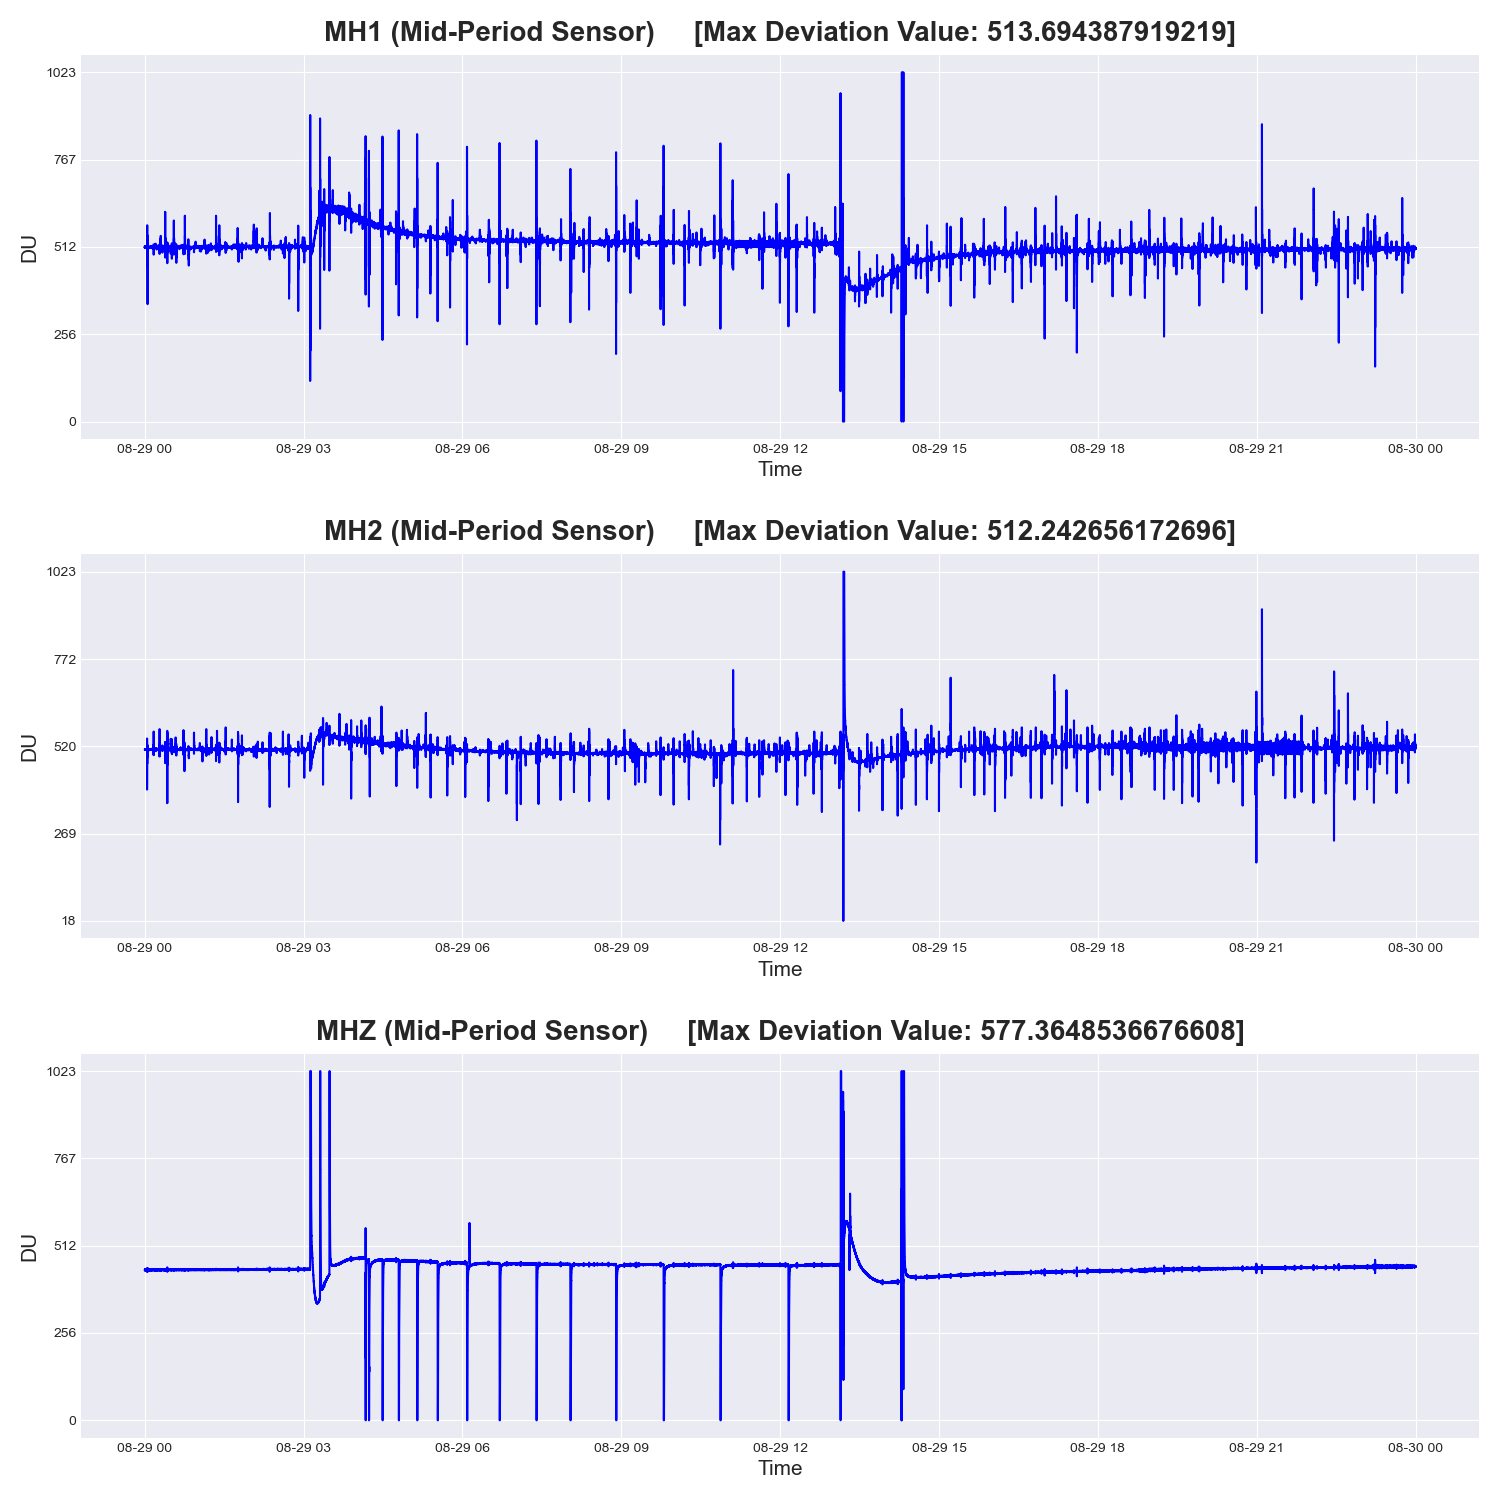 MH1 (Mid-Period Sensor) [Max Deviation Value: 513.694387919219]
1023
767
512
256
0
DU
08-29 00 08-29 03 08-29 06 08-29 09 08-29 12 08-29 15 08-29 18 08-29 21 08-30 00
Time
MH2 (Mid-Period Sensor) [Max Deviation Value: 512.242656172696]
1023
772
520
269
18
DU
08-29 00 08-29 03 08-29 06 08-29 09 08-29 12 08-29 15 08-29 18 08-29 21 08-30 00
Time
MHZ (Mid-Period Sensor) [Max Deviation Value: 577.3648536676608]
1023
767
512
256
0
DU
08-29 00 08-29 03 08-29 06 08-29 09 08-29 12 08-29 15 08-29 18 08-29 21 08-30 00
Time